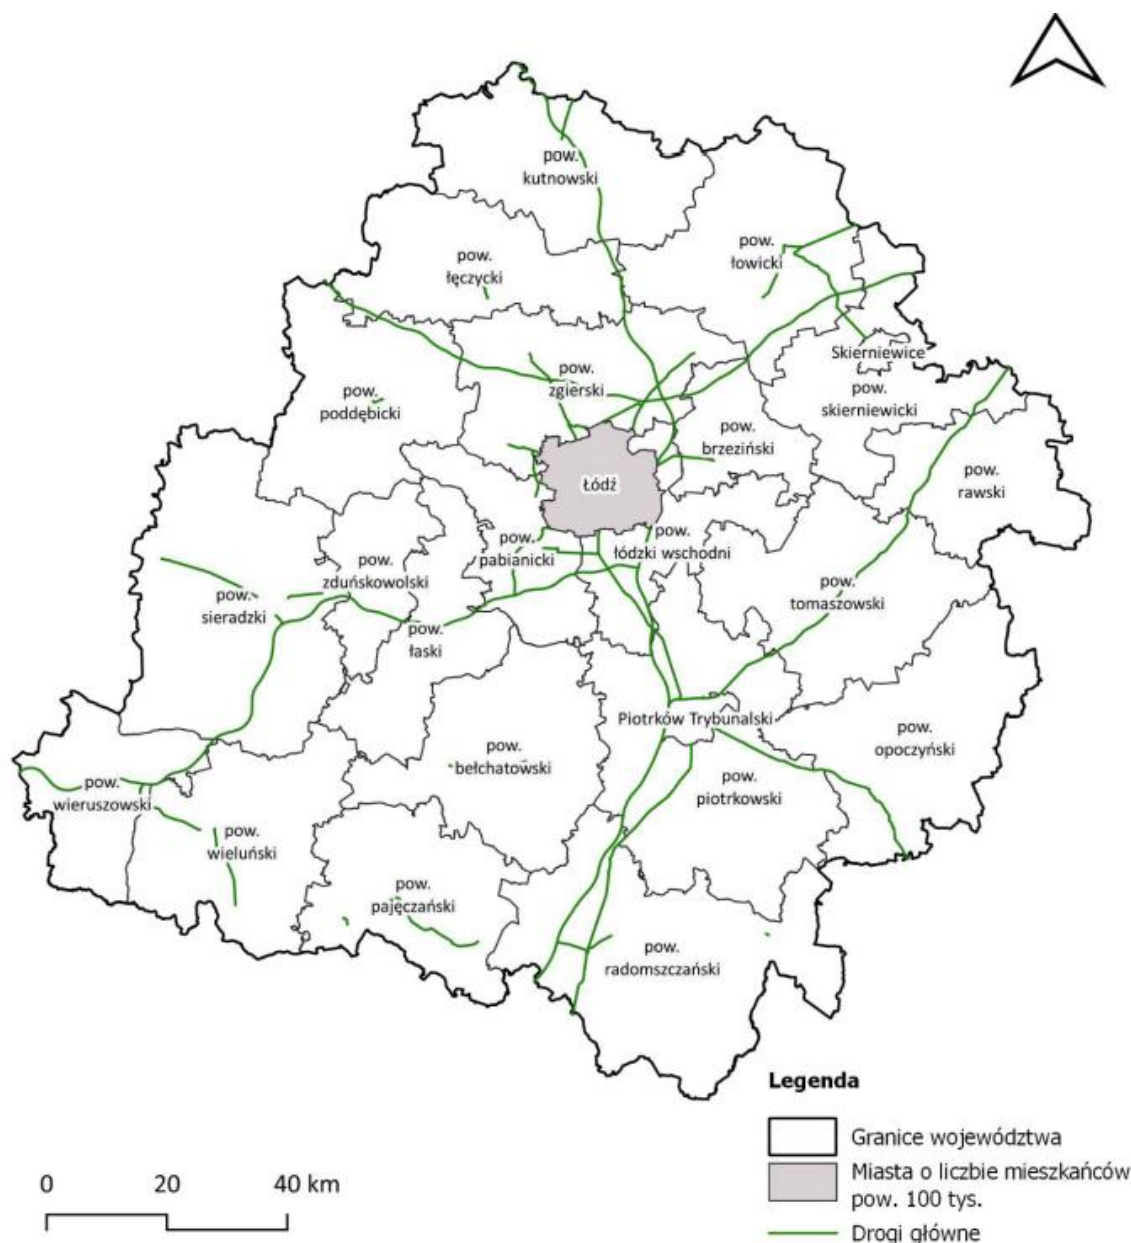 pow.
kutnowski
pow.
łowicki
pow.
łęczycki
Skierniewice
pow.
zgierski
pow.
skierniewicki
pow.
poddębicki
pow.
brzeziński
pow.
rawski
Łódź
pow.
łódzki wschodni
pow.
pabianicki
pow.
zduńskowolski
pow.
tomaszowski
pow.
sieradzki
pow.
łaski
Piotrków Trybunalski
pow.
opoczyński
pow.
bełchatowski
pow.
piotrkowski
pow.
wieruszowski
pow.
wieluński
pow.
pajęczański
pow.
radomszczański
Legenda
Granice województwa
Miasta o liczbie mieszkańców
pow. 100 tys.
Drogi główne
0 20 40 km